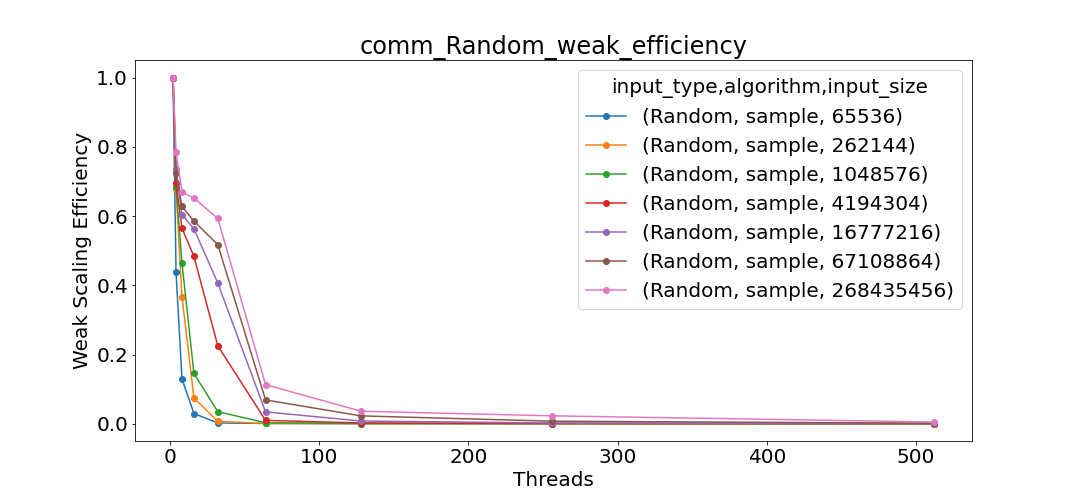 comm_Random_weak_efficiency
input_type,algorithm,input_size
(Random, sample, 65536)
(Random, sample, 262144)
(Random, sample, 1048576)
(Random, sample, 4194304)
(Random, sample, 16777216)
(Random, sample, 67108864)
(Random, sample, 268435456)
Weak Scaling Efficiency
1.0
0.8
0.6
0.4
0.2
0.0
0
100
200
300
400
500
Threads